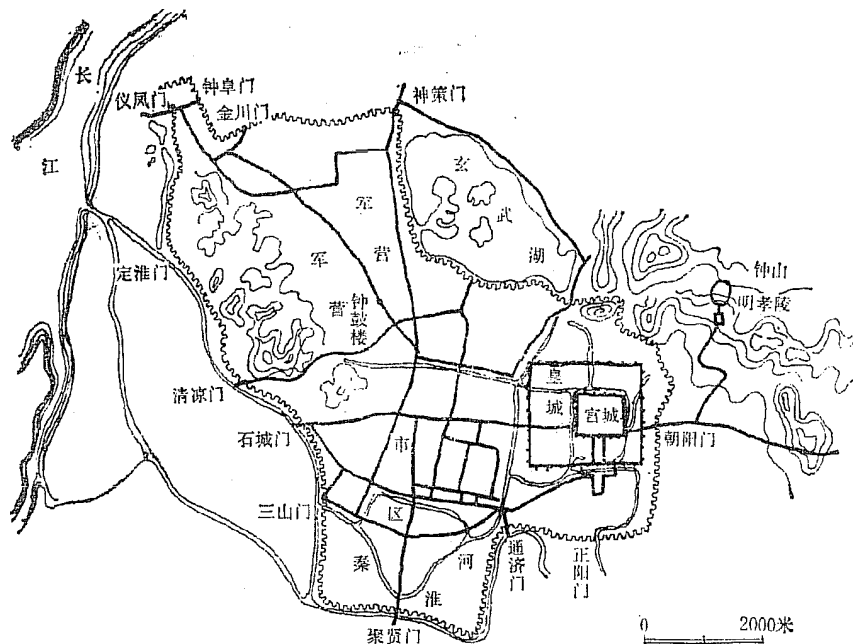 长
江
钟阜门
仪凤门
金川门
神策门
玄
武
湖
军
营
军
营
钟鼓楼
定淮门
钟山
明孝陵
清凉门
皇
城
宫城
石城门
市
区
朝阳门
三山门
秦
淮
河
通济门
正阳门
聚贤门
0 2000米